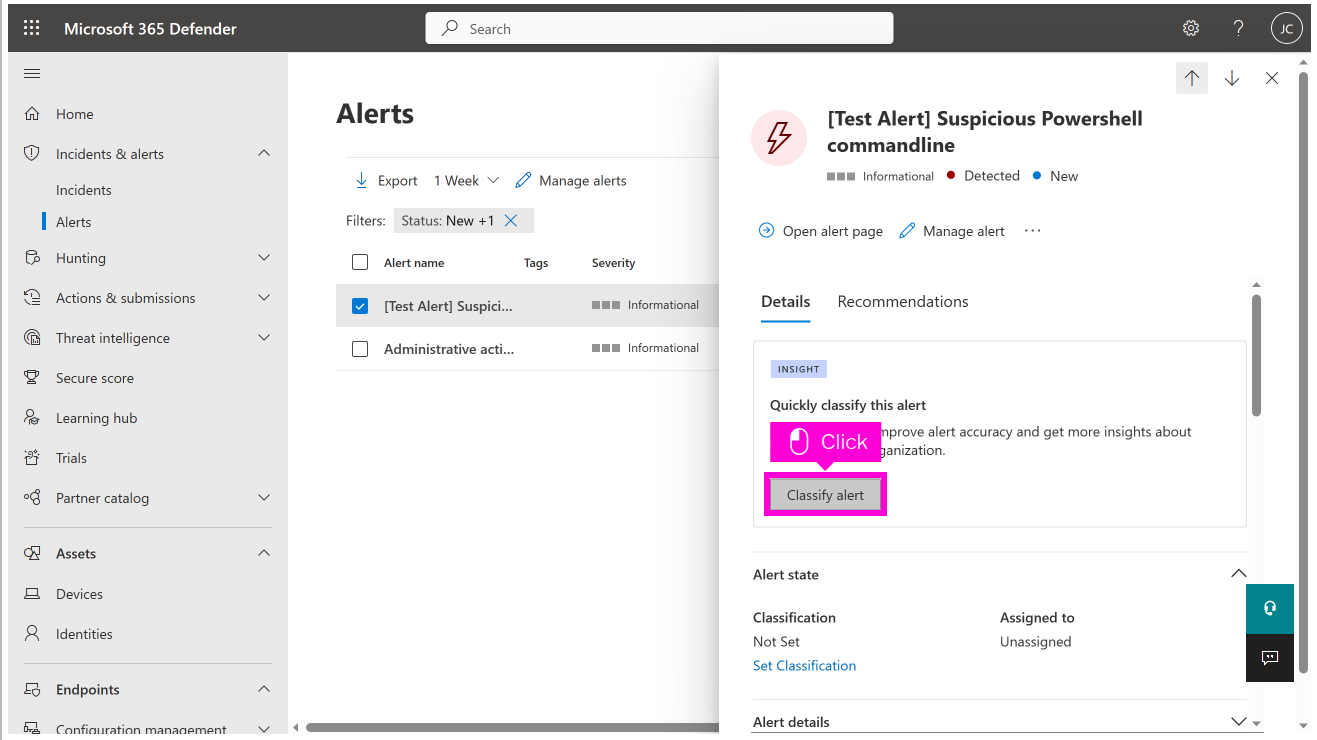 Microsoft 365 Defender
Search
JC
Home
Incidents & alerts
Incidents
Alerts
Hunting
Actions & submissions
Threat intelligence
Secure score
Learning hub
Trials
Partner catalog
Assets
Devices
Identities
Endpoints
Configuration management
Alerts
Export 1 Week Manage alerts
Filters: Status: New +1
Alert name Tags Severity
[Test Alert] Suspici... Informational
Administrative acti... Informational
[Test Alert] Suspicious Powershell
commandline
Informational Detected New
Open alert page Manage alert ...
Details Recommendations
INSIGHT
Quickly classify this alert
mprove alert accuracy and get more insights about
ganization.
Click
Classify alert
Alert state
Classification Assigned to
Not Set Unassigned
Set Classification
Alert details